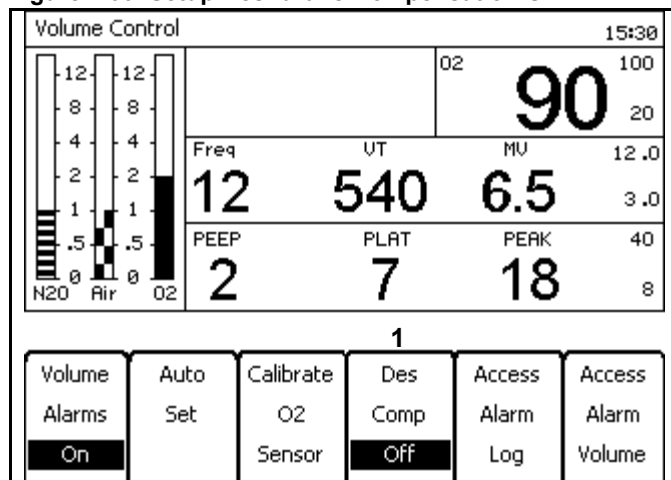 Volume Control 15:30
12 12
8 8
4 4
2 2
1 1
.5 .5
0 0
N2O Air O2
O2 90 100
20
Freq VT MV 12.0
12 540 6.5 3.0
PEEP PLAT PEAK 40
2 7 18 8
1
Volume Alarms On
Auto Set
Calibrate O2 Sensor
Des Comp Off
Access Alarm Log
Access Alarm Volume